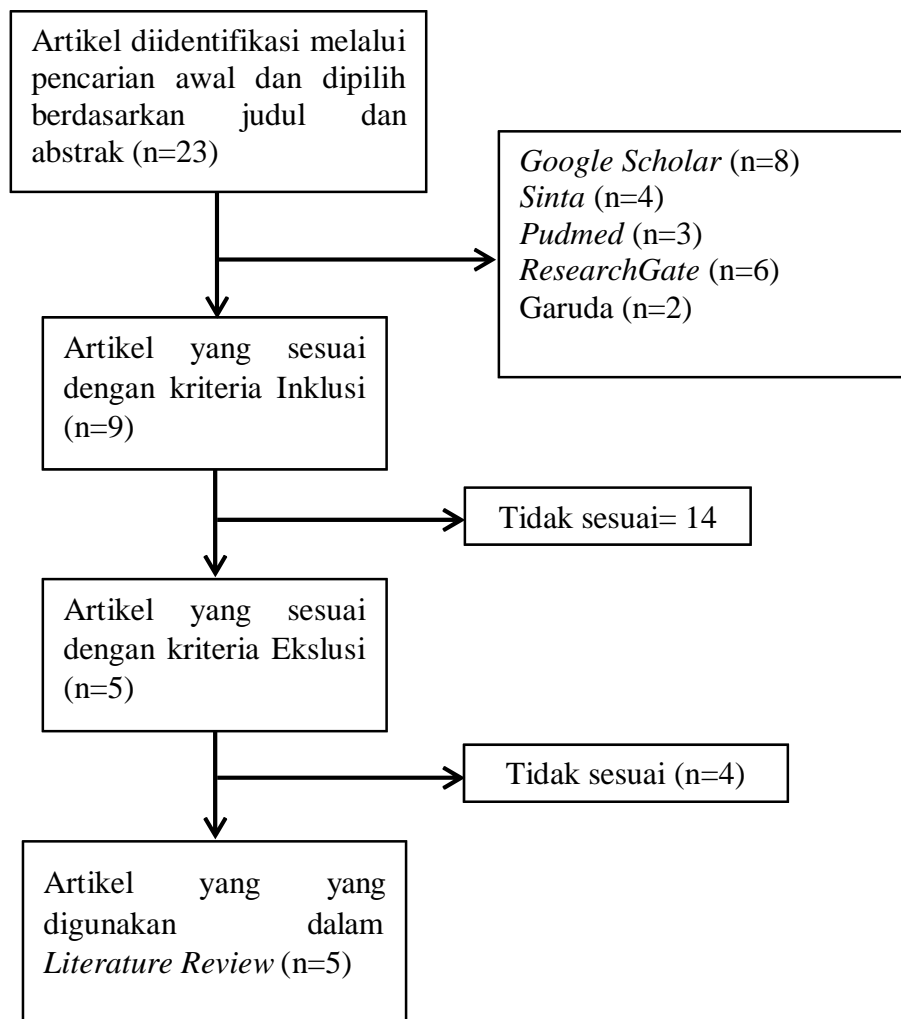 Artikel diidentifikasi melalui
pencarian awal dan dipilih
berdasarkan judul dan
abstrak (n=23)
Google Scholar (n=8)
Sinta (n=4)
Pudmed (n=3)
ResearchGate (n=6)
Garuda (n=2)
Artikel yang sesuai
dengan kriteria Inklusi
(n=9)
Tidak sesuai= 14
Artikel yang sesuai
dengan kriteria Ekslusi
(n=5)
Tidak sesuai (n=4)
Artikel yang yang
digunakan dalam
Literature Review (n=5)